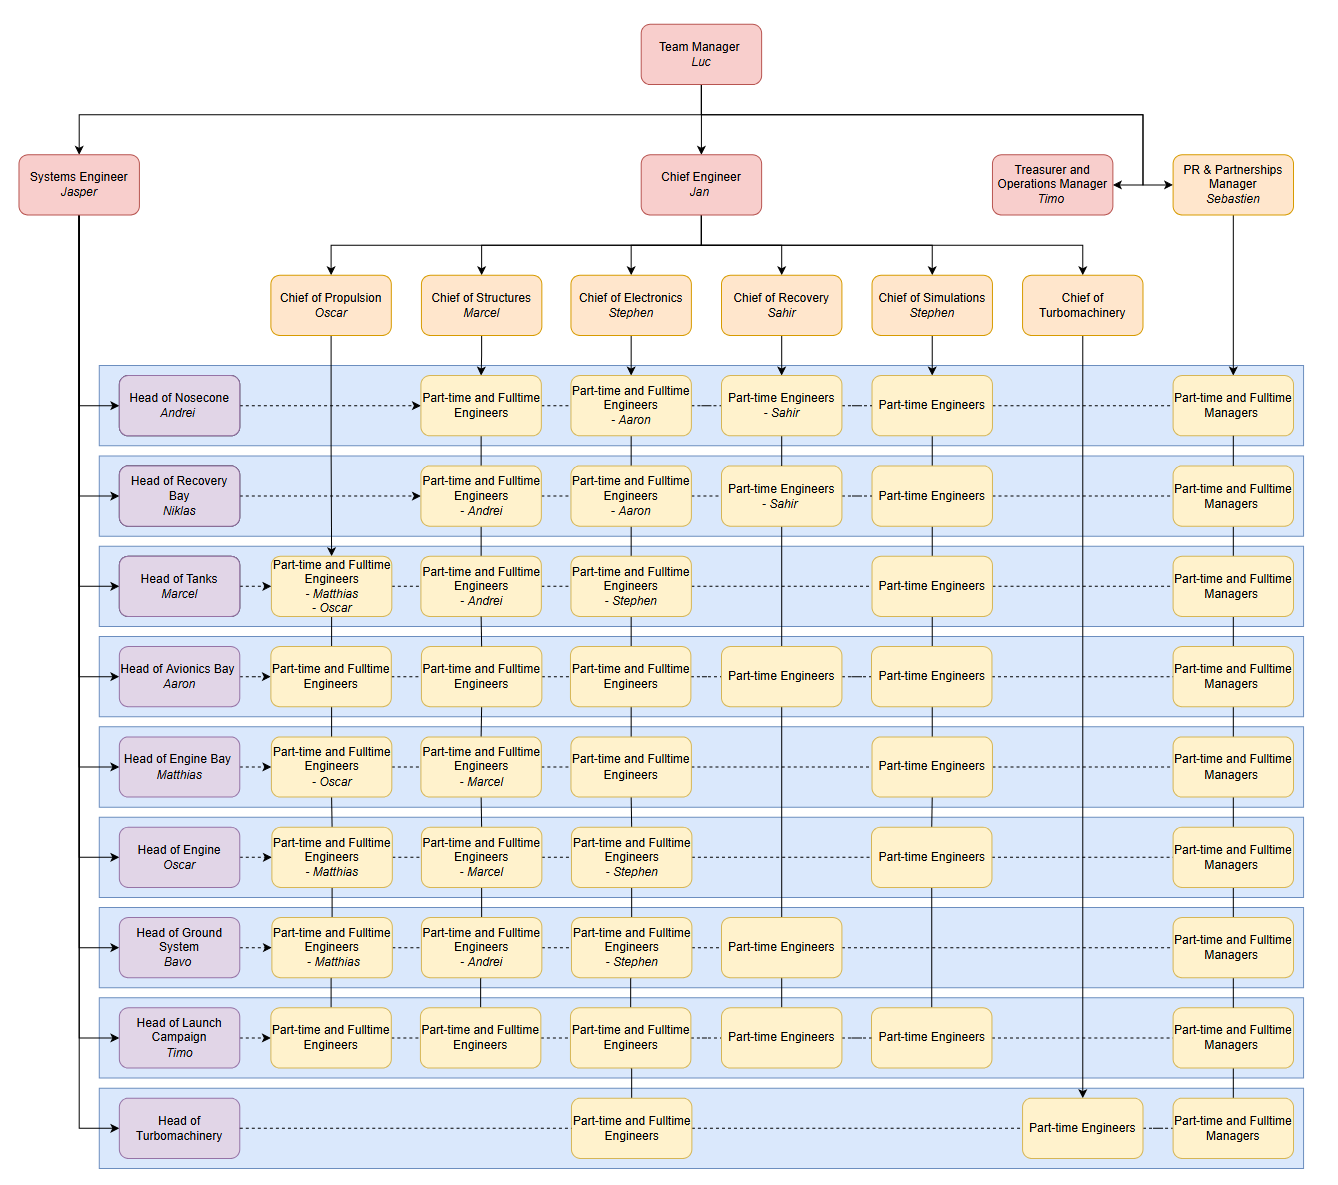 Team Manager
Luc
Systems Engineer
Jasper
Chief Engineer
Jan
Treasurer and
Operations Manager
Timo
PR & Partnerships
Manager
Sebastien
Chief of Propulsion
Oscar
Chief of Structures
Marcel
Chief of Electronics
Stephen
Chief of Recovery
Sahir
Chief of Simulations
Stephen
Chief of
Turbomachinery
Head of Nosecone
Andrei
Part-time and Fulltime
Engineers
Part-time and Fulltime
Engineers
- Aaron
Part-time Engineers
- Sahir
Part-time Engineers
Part-time and Fulltime
Managers
Head of Recovery
Bay
Niklas
Part-time and Fulltime
Engineers
- Andrei
Part-time and Fulltime
Engineers
- Aaron
Part-time Engineers
- Sahir
Part-time Engineers
Part-time and Fulltime
Managers
Head of Tanks
Marcel
Part-time and Fulltime
Engineers
- Matthias
- Oscar
Part-time and Fulltime
Engineers
- Andrei
Part-time and Fulltime
Engineers
- Stephen
Part-time Engineers
Part-time and Fulltime
Managers
Head of Avionics Bay
Aaron
Part-time and Fulltime
Engineers
Part-time and Fulltime
Engineers
Part-time and Fulltime
Engineers
Part-time Engineers
Part-time Engineers
Part-time and Fulltime
Managers
Head of Engine Bay
Matthias
Part-time and Fulltime
Engineers
- Oscar
Part-time and Fulltime
Engineers
- Marcel
Part-time and Fulltime
Engineers
Part-time Engineers
Part-time and Fulltime
Managers
Head of Engine
Oscar
Part-time and Fulltime
Engineers
- Matthias
Part-time and Fulltime
Engineers
- Marcel
Part-time and Fulltime
Engineers
- Stephen
Part-time Engineers
Part-time and Fulltime
Managers
Head of Ground
System
Bavo
Part-time and Fulltime
Engineers
- Matthias
Part-time and Fulltime
Engineers
- Andrei
Part-time and Fulltime
Engineers
- Stephen
Part-time Engineers
Part-time and Fulltime
Managers
Head of Launch
Campaign
Timo
Part-time and Fulltime
Engineers
Part-time and Fulltime
Engineers
Part-time and Fulltime
Engineers
Part-time Engineers
Part-time Engineers
Part-time and Fulltime
Managers
Head of
Turbomachinery
Part-time and Fulltime
Engineers
Part-time Engineers
Part-time and Fulltime
Managers